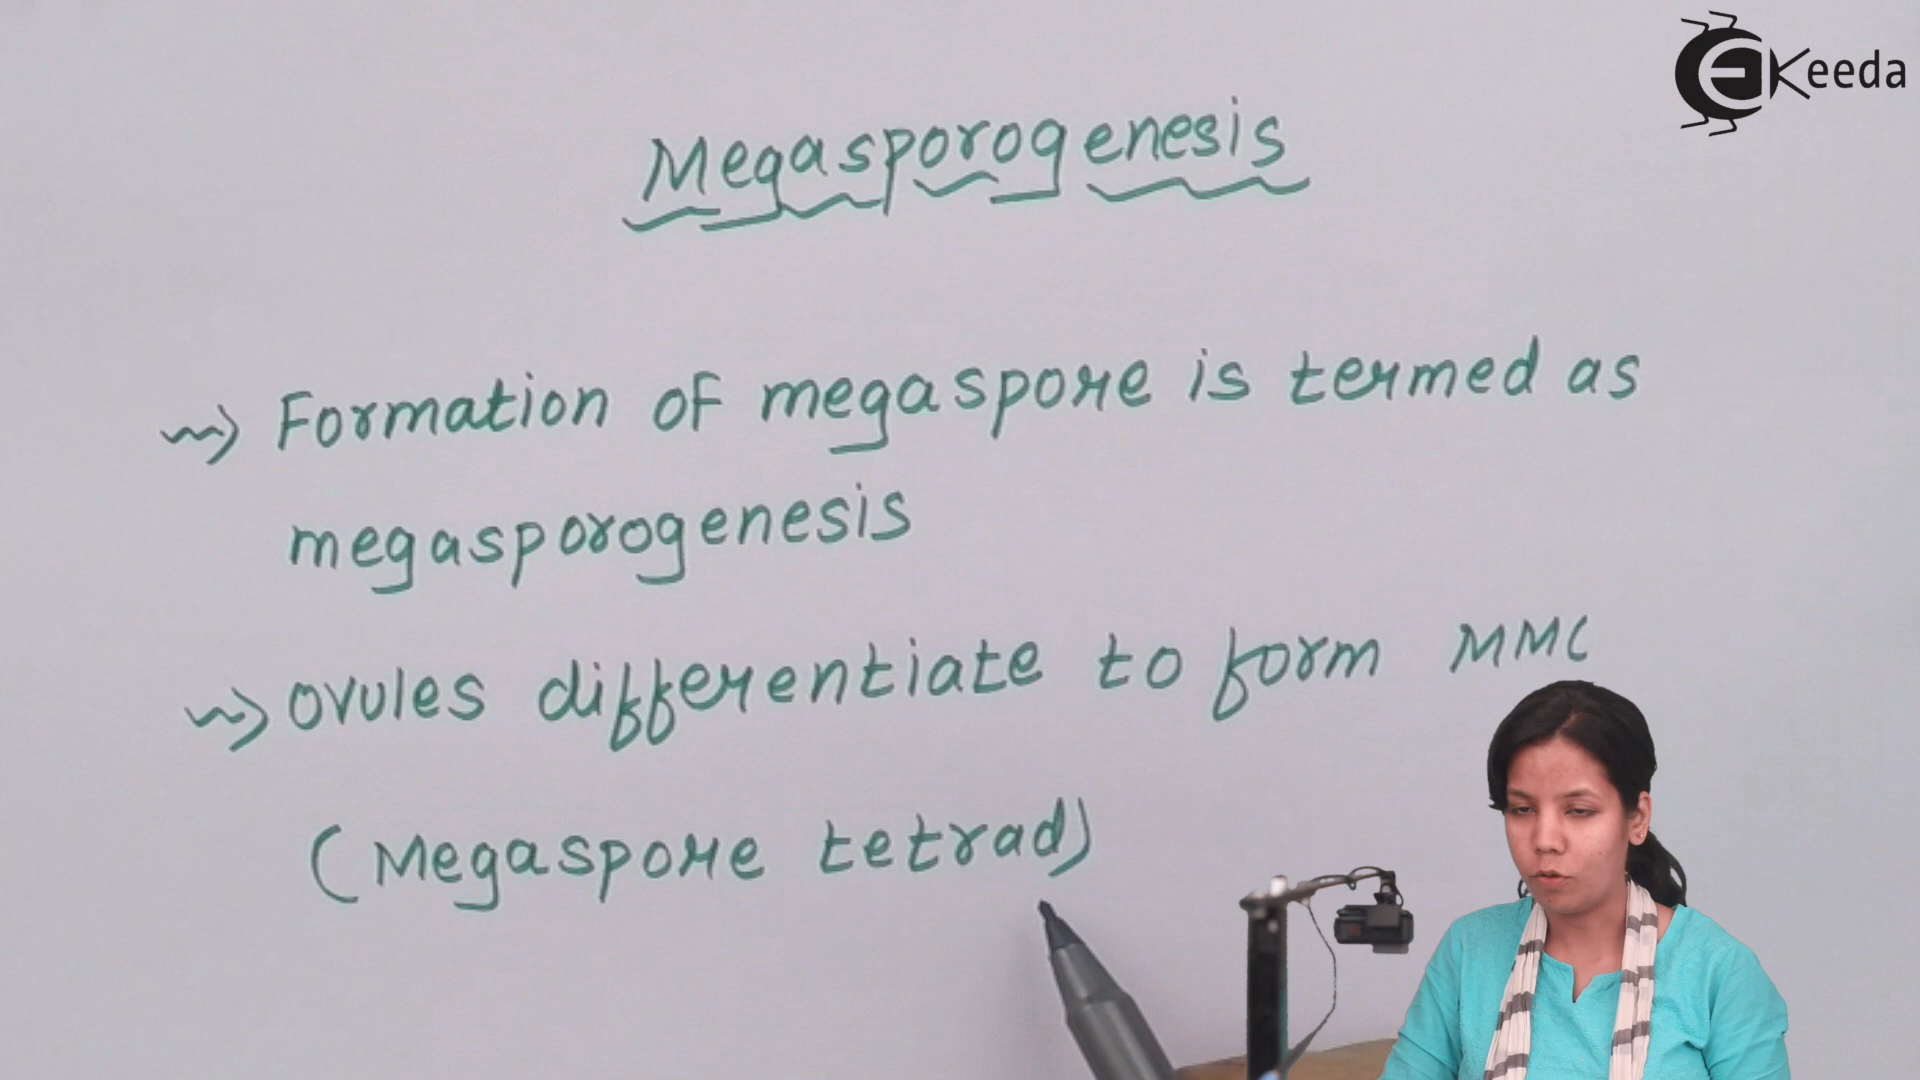 EKeeda
Megasporogenesis
Formation of megaspore is termed as
megasporogenesis
ovules differentiate to form MMC
(Megaspore tetrad)